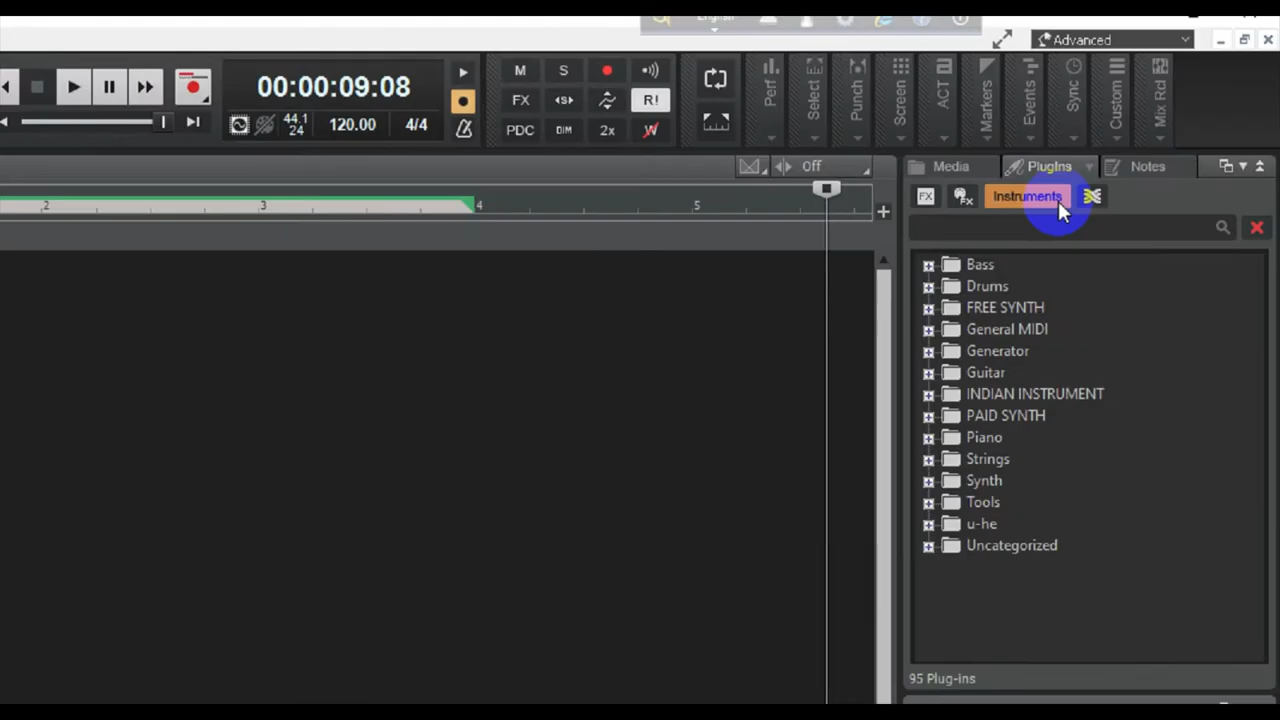 English
Advanced
00:00:09:08
44.1
24
120.00
4/4
M
S
FX
R!
PDC
DIM
2x
W
Perf
Select
Punch
Screen
ACT
Markers
Events
Sync
Custom
Mix Rcl
Off
Media
PlugIns
Notes
2
3
4
5
FX
FX
Instruments
Bass
Drums
FREE SYNTH
General MIDI
Generator
Guitar
INDIAN INSTRUMENT
PAID SYNTH
Piano
Strings
Synth
Tools
u-he
Uncategorized
95 Plug-ins